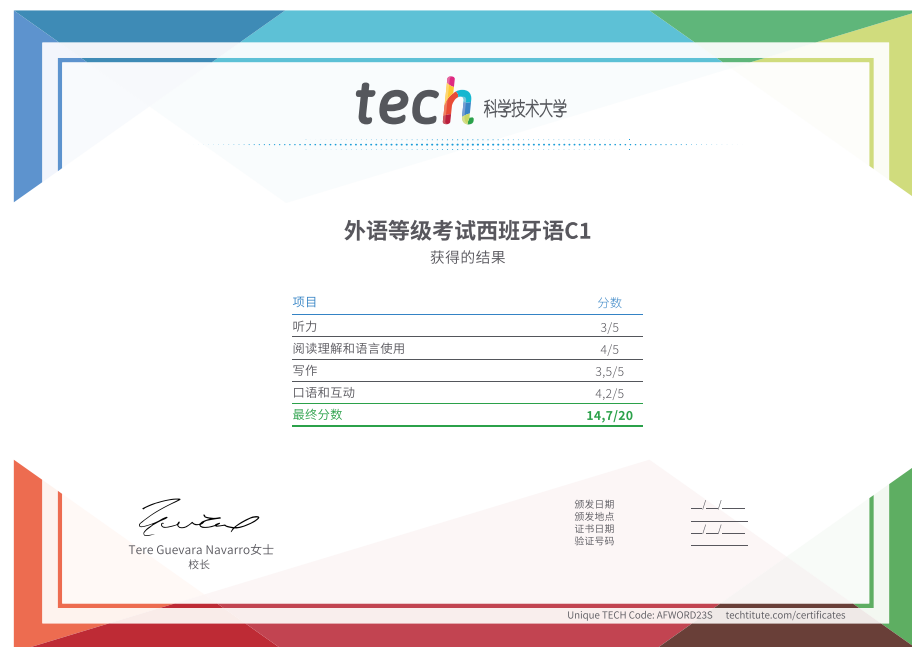 tech 科学技术大学
外语等级考试西班牙语C1
获得的结果
项目 分数
听力 3/5
阅读理解和语言使用 4/5
写作 3,5/5
口语和互动 4,2/5
最终分数 14,7/20
颁发日期 __/__/____
颁发地点 ________
证书日期 __/__/____
验证号码 ________
Tere Guevara Navarro女士
校长
Unique TECH Code: AFWORD23S techtitute.com/certificates